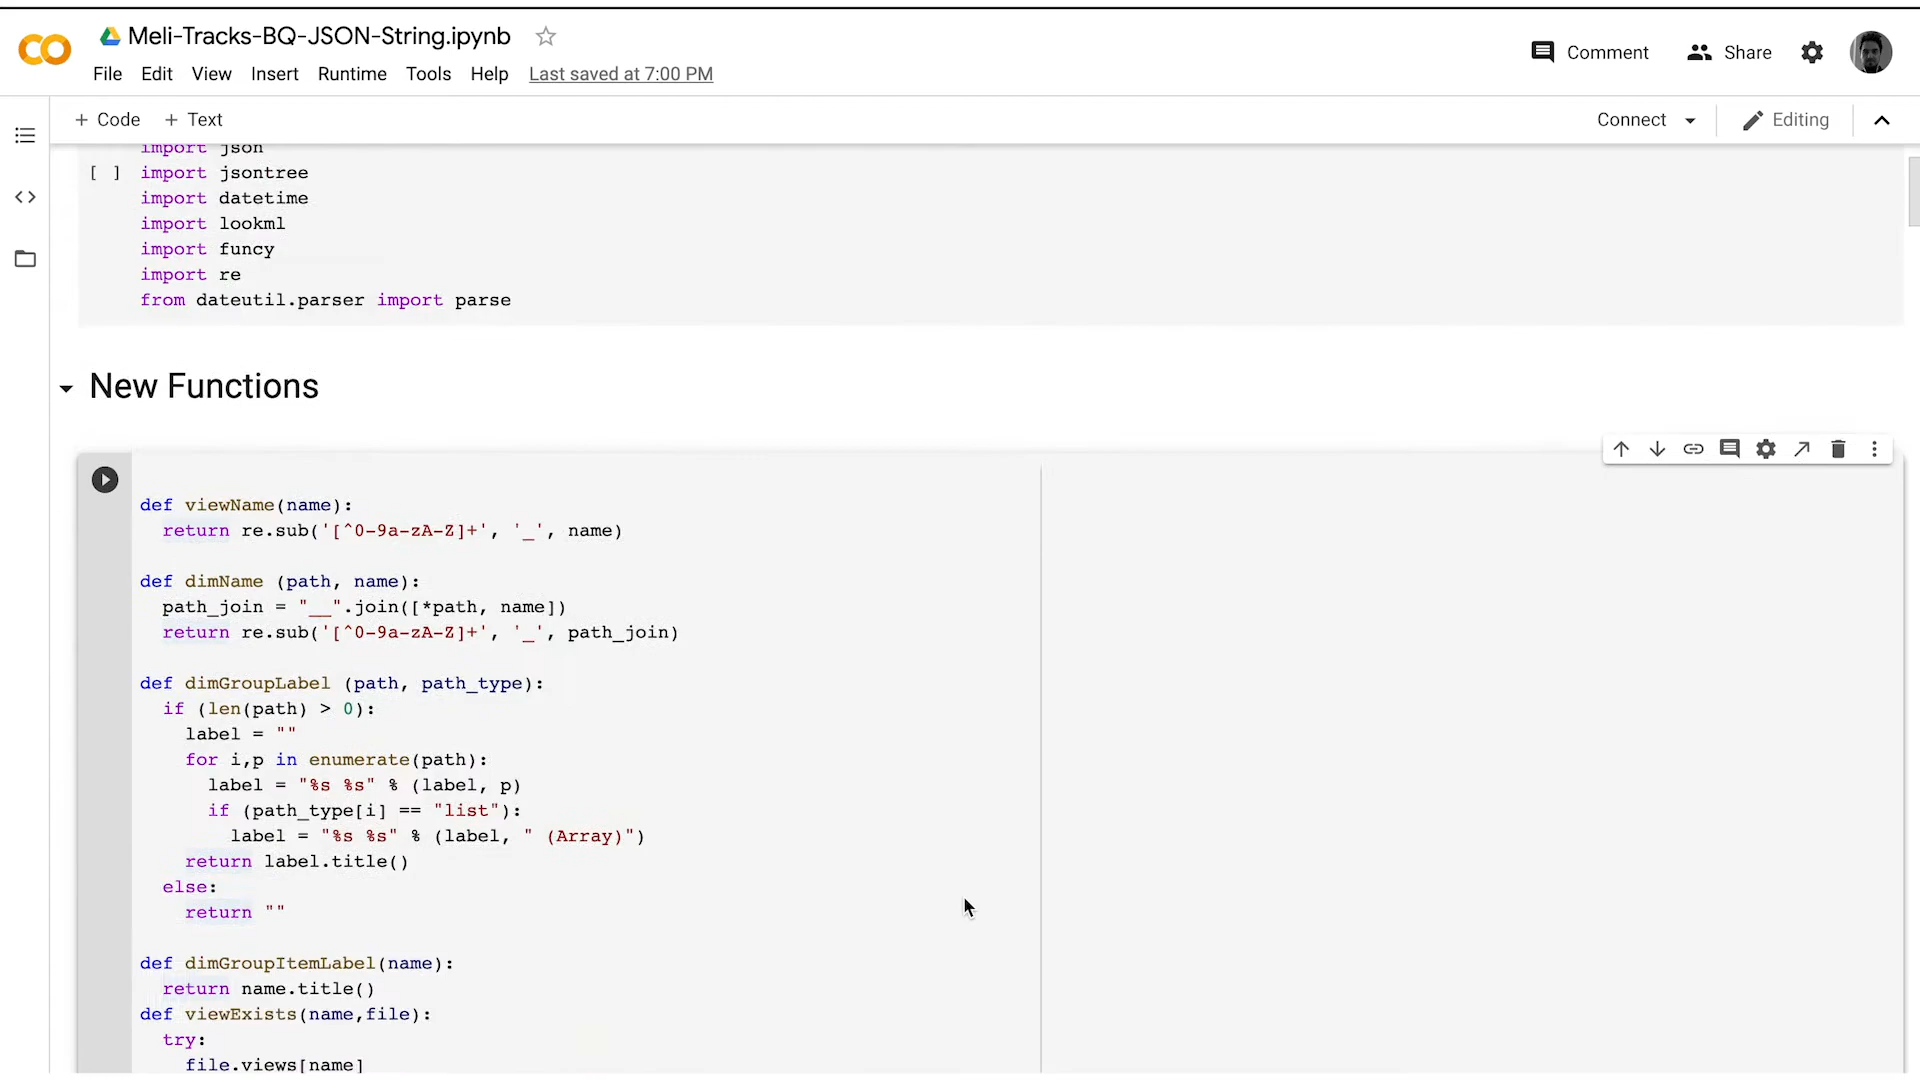 Meli-Tracks-BQ-JSON-String.ipynb
Comment
Share
File Edit View Insert Runtime Tools Help Last saved at 7:00 PM
+ Code + Text
Connect
Editing
import json
[ ] import jsontree
import datetime
import lookml
import funcy
import re
from dateutil.parser import parse
New Functions
def viewName(name):
  return re.sub('[^0-9a-zA-Z]+', '_', name)
def dimName (path, name):
  path_join = "__".join([*path, name])
  return re.sub('[^0-9a-zA-Z]+', '_', path_join)
def dimGroupLabel (path, path_type):
  if (len(path) > 0):
    label = ""
    for i,p in enumerate(path):
      label = "%s %s" % (label, p)
      if (path_type[i] == "list"):
        label = "%s %s" % (label, " (Array)")
    return label.title()
  else:
    return ""
def dimGroupItemLabel(name):
  return name.title()
def viewExists(name,file):
  try:
    file.views[name]